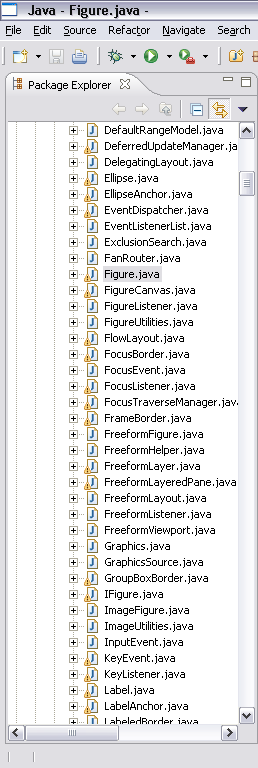 Java - Figure.java -
File Edit Source Refactor Navigate Search
Package Explorer
DefaultRangeModel.java
DeferredUpdateManager.ja
DelegatingLayout.java
Ellipse.java
EllipseAnchor.java
EventDispatcher.java
EventListenerList.java
ExclusionSearch.java
FanRouter.java
Figure.java
FigureCanvas.java
FigureListener.java
FigureUtilities.java
FlowLayout.java
FocusBorder.java
FocusEvent.java
FocusListener.java
FocusTraverseManager.java
FrameBorder.java
FreeformFigure.java
FreeformHelper.java
FreeformLayer.java
FreeformLayeredPane.java
FreeformLayout.java
FreeformListener.java
FreeformViewport.java
Graphics.java
GraphicsSource.java
GroupBoxBorder.java
IFigure.java
ImageFigure.java
ImageUtilities.java
InputEvent.java
KeyEvent.java
KeyListener.java
Label.java
LabelAnchor.java
LabeledBorder.java